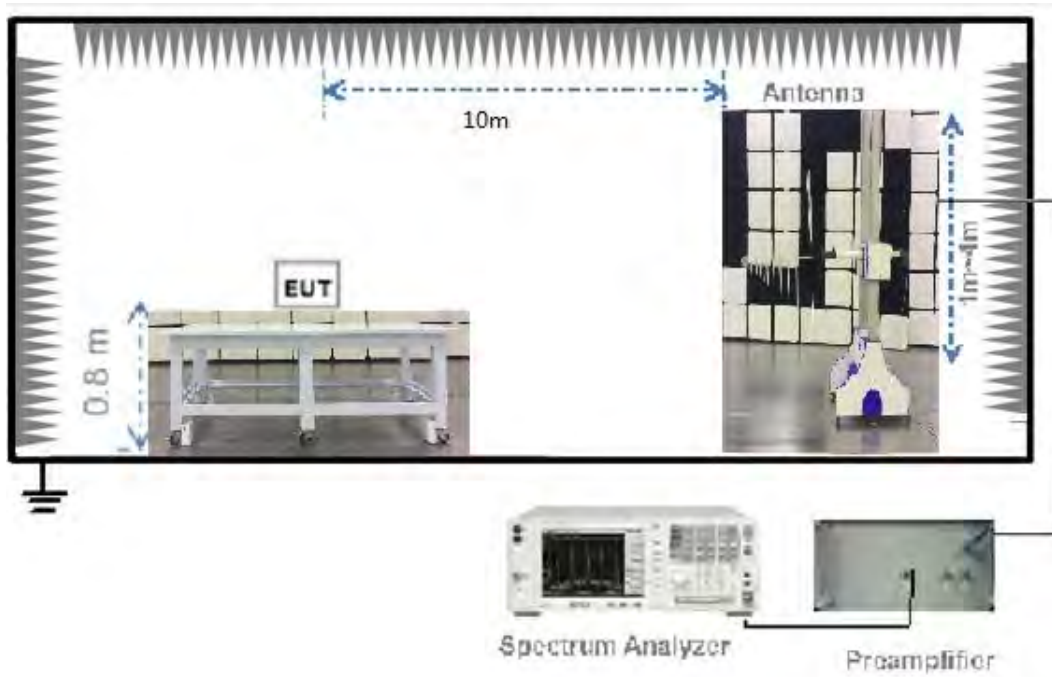 Antenna
10m
1m~4m
EUT
0.8 m
Spectrum Analyzer
Preamplifier